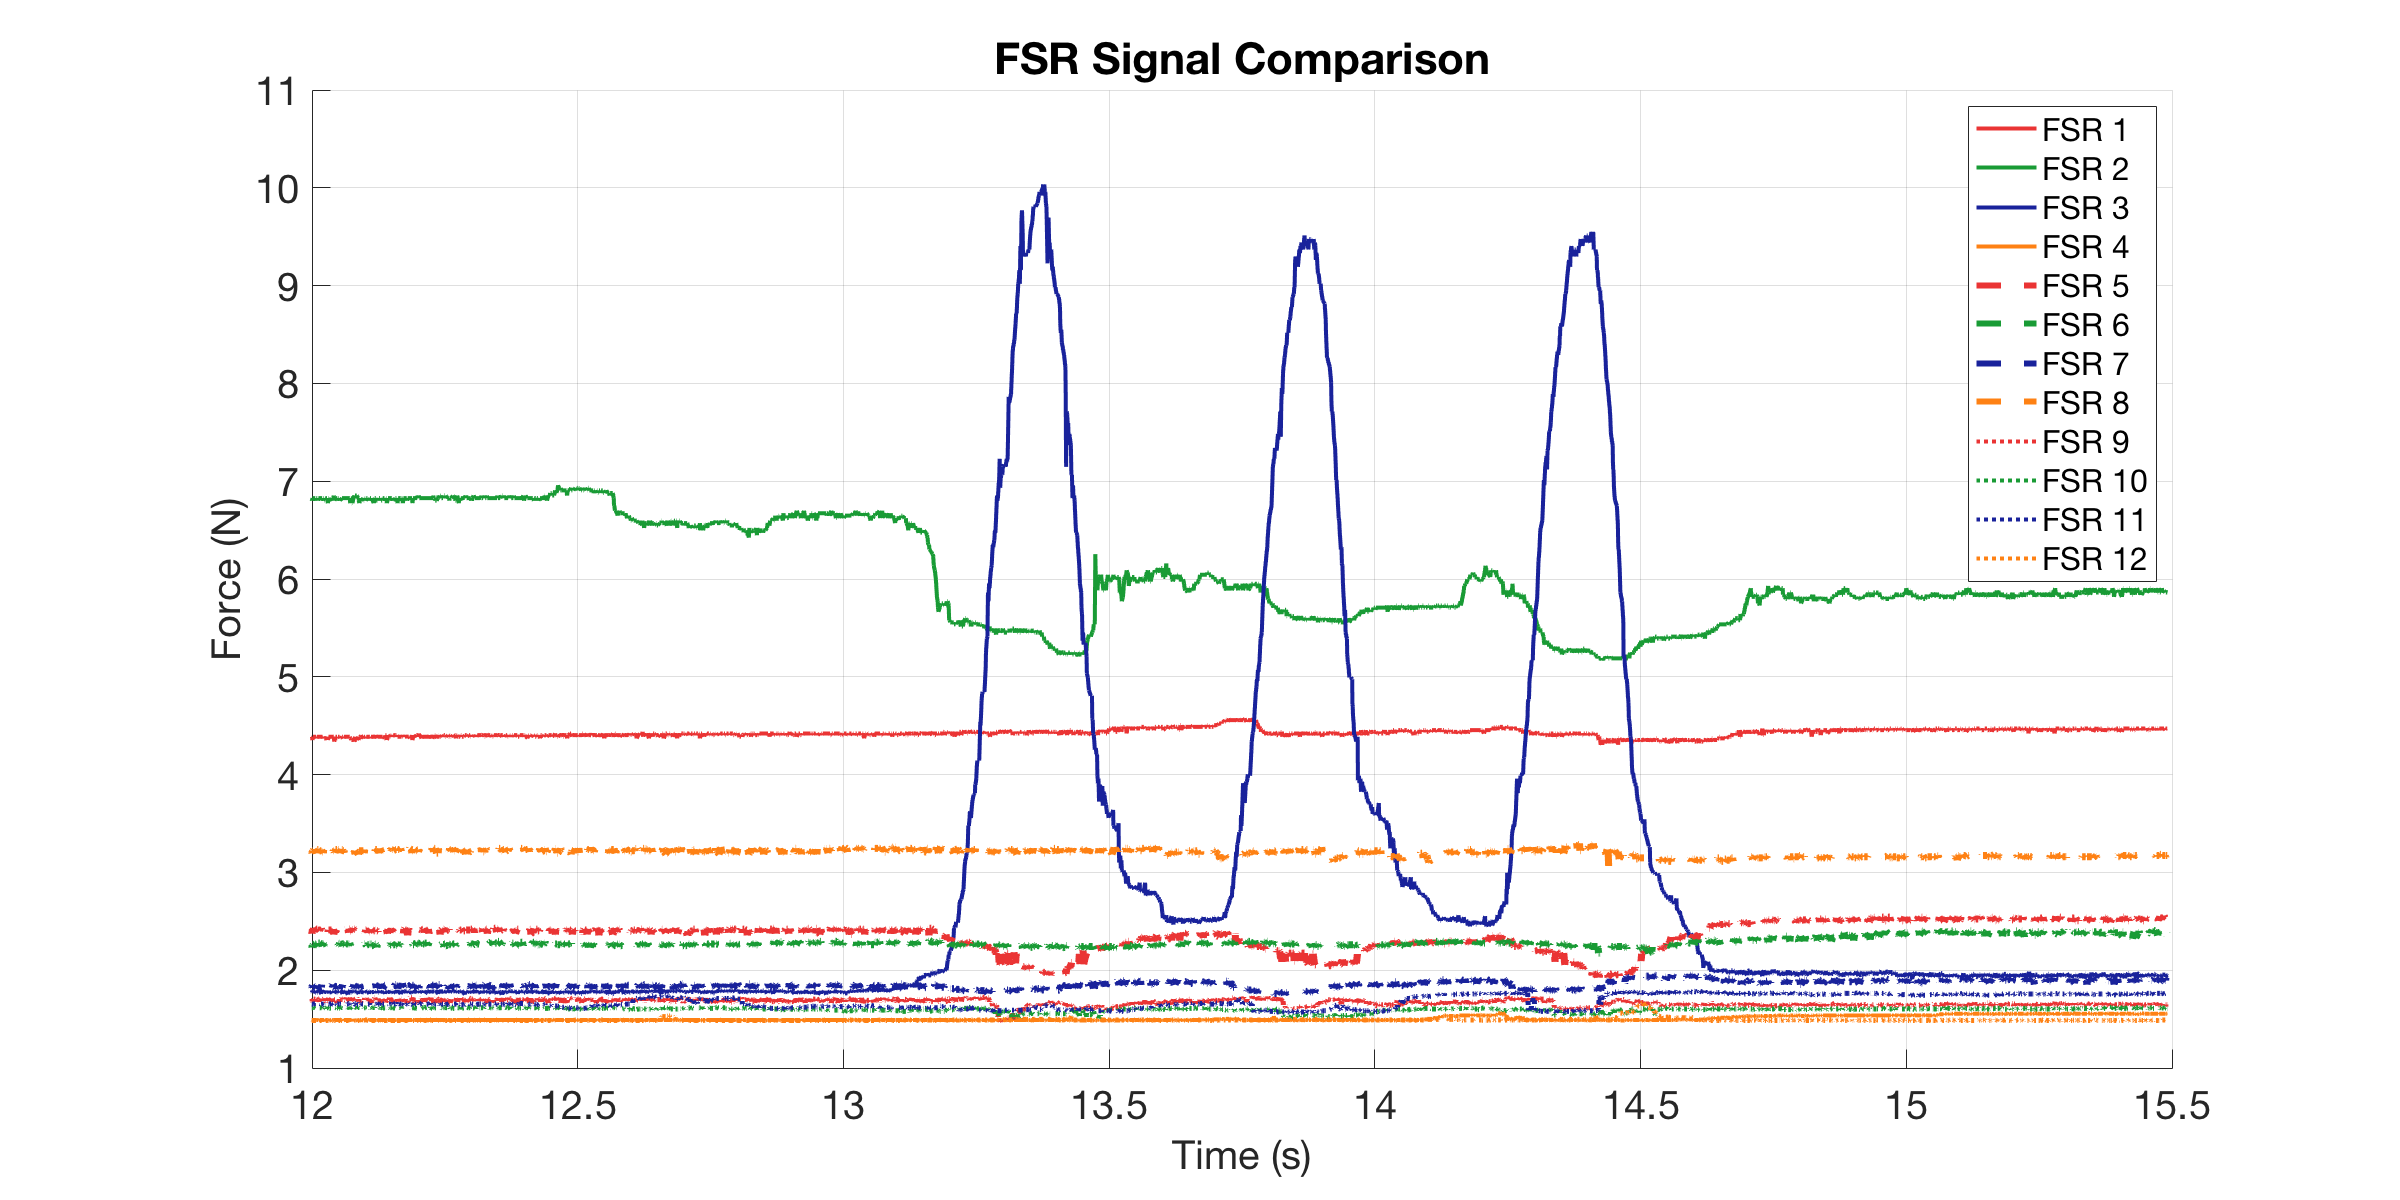 FSR Signal Comparison
11
10
9
8
7
6
5
4
3
2
1
Force (N)
12
12.5
13
13.5
14
14.5
15
15.5
Time (s)
FSR 1
FSR 2
FSR 3
FSR 4
FSR 5
FSR 6
FSR 7
FSR 8
FSR 9
FSR 10
FSR 11
FSR 12